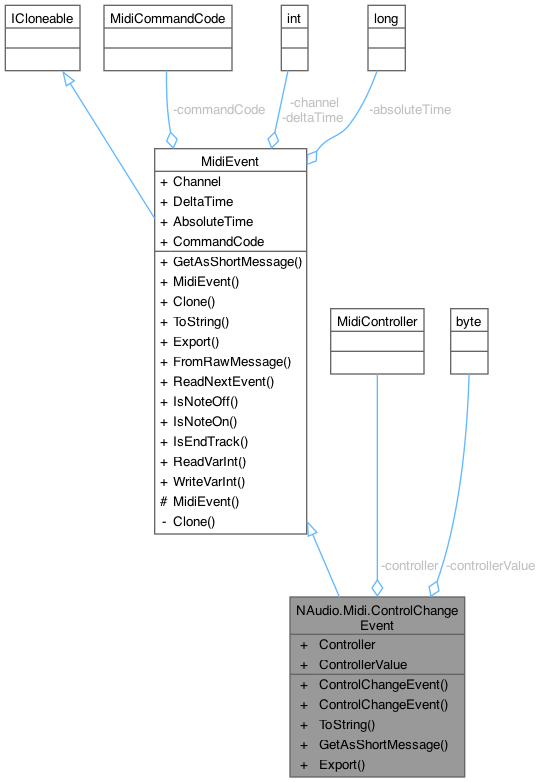 ICloneable
MidiCommandCode
int
long
-commandCode
-channel
-deltaTime
-absoluteTime
MidiEvent
+ Channel
+ DeltaTime
+ AbsoluteTime
+ CommandCode
+ GetAsShortMessage()
+ MidiEvent()
+ Clone()
+ ToString()
+ Export()
+ FromRawMessage()
+ ReadNextEvent()
+ IsNoteOff()
+ IsNoteOn()
+ IsEndTrack()
+ ReadVarInt()
+ WriteVarInt()
# MidiEvent()
- Clone()
MidiController
byte
-controller
-controllerValue
NAudio.Midi.ControlChange
Event
+ Controller
+ ControllerValue
+ ControlChangeEvent()
+ ControlChangeEvent()
+ ToString()
+ GetAsShortMessage()
+ Export()